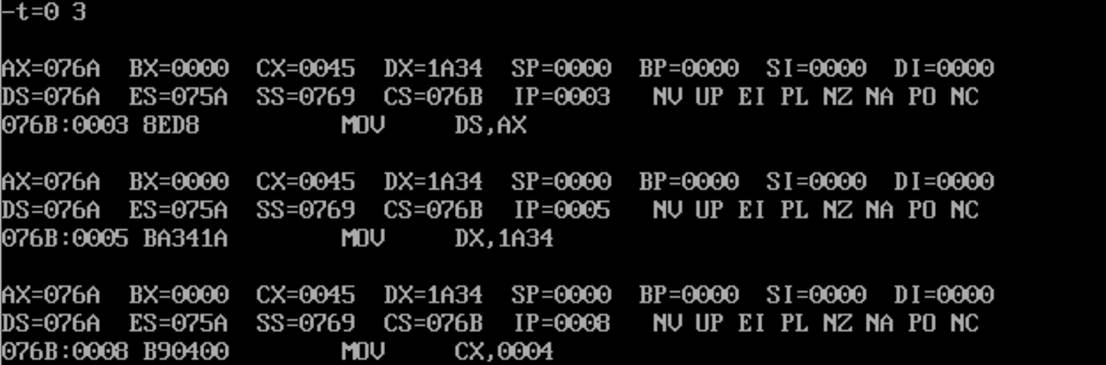 -t=0 3
AX=076A  BX=0000  CX=0045  DX=1A34  SP=0000  BP=0000  SI=0000  DI=0000
DS=076A  ES=075A  SS=0769  CS=076B  IP=0003   NV UP EI PL NZ NA PO NC
076B:0003 8ED8          MOV     DS,AX
AX=076A  BX=0000  CX=0045  DX=1A34  SP=0000  BP=0000  SI=0000  DI=0000
DS=076A  ES=075A  SS=0769  CS=076B  IP=0005   NV UP EI PL NZ NA PO NC
076B:0005 BA341A        MOV     DX,1A34
AX=076A  BX=0000  CX=0045  DX=1A34  SP=0000  BP=0000  SI=0000  DI=0000
DS=076A  ES=075A  SS=0769  CS=076B  IP=0008   NV UP EI PL NZ NA PO NC
076B:0008 B90400        MOV     CX,0004